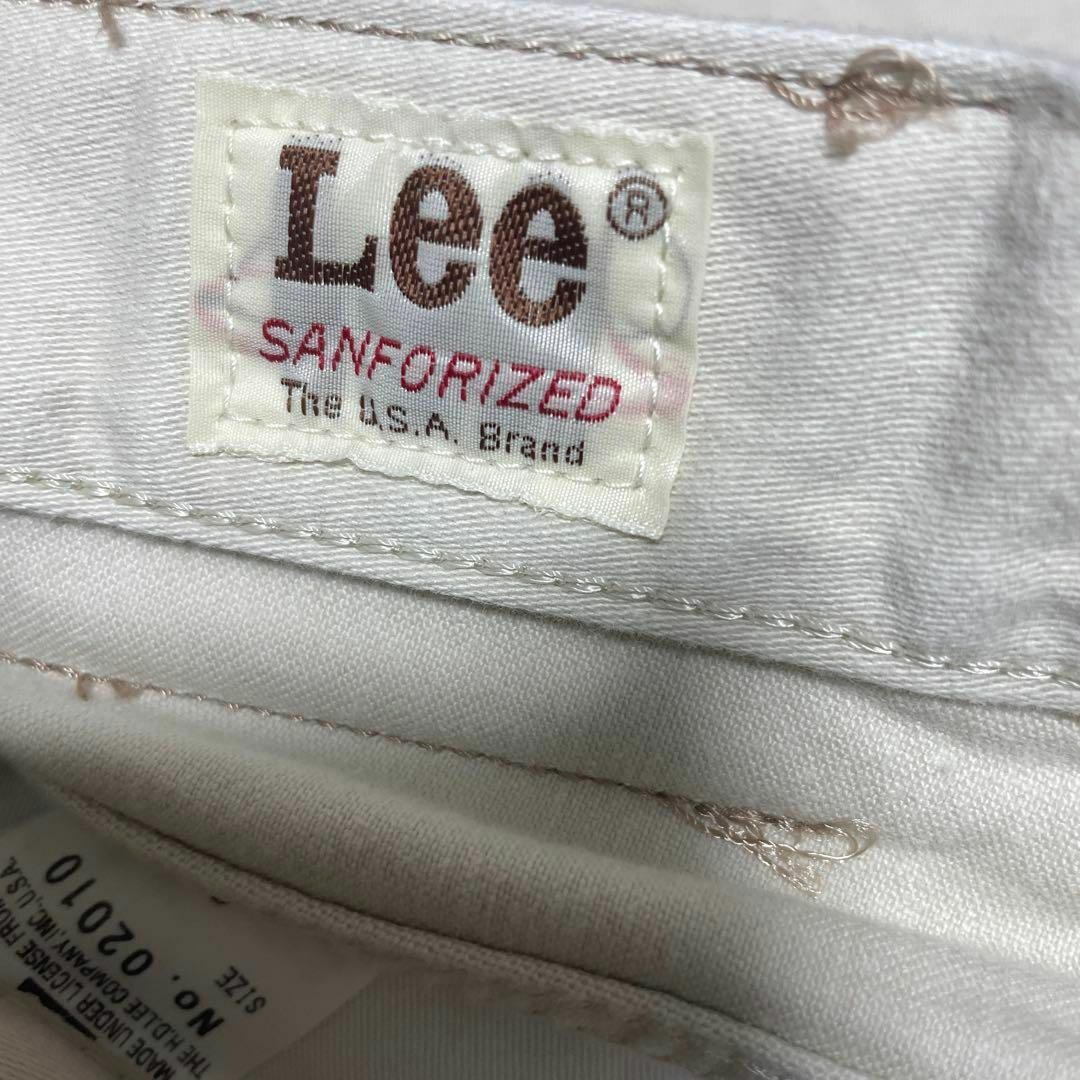 Lee®
SANFORIZED
The U.S.A. Brand
MADE UNDER LICENSE FROM
THE H.D.LEE COMPANY, INC., U.S.A.
No. 02010
SIZE